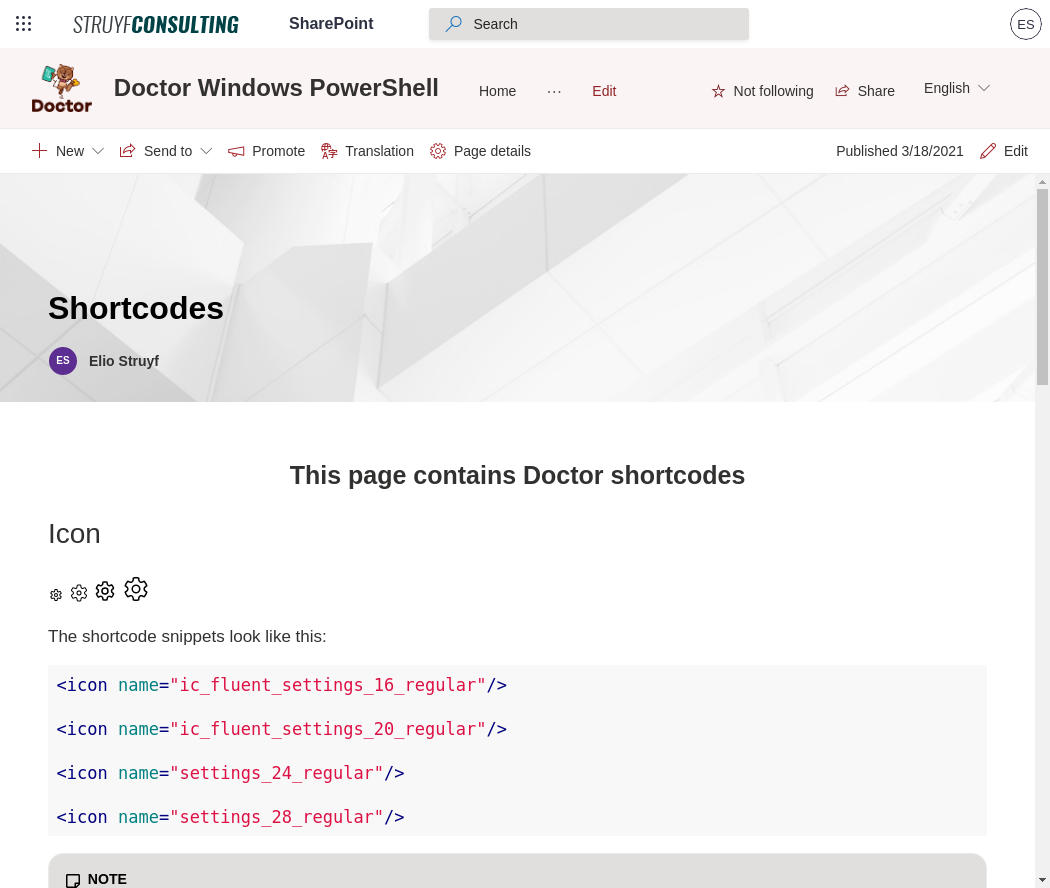 STRUYFCONSULTING SharePoint Search ES
Doctor
Doctor Windows PowerShell Home ··· Edit Not following Share English
New Send to Promote Translation Page details Published 3/18/2021 Edit
Shortcodes
ES Elio Struyf
This page contains Doctor shortcodes
Icon
The shortcode snippets look like this:
<icon name="ic_fluent_settings_16_regular"/>
<icon name="ic_fluent_settings_20_regular"/>
<icon name="settings_24_regular"/>
<icon name="settings_28_regular"/>
NOTE